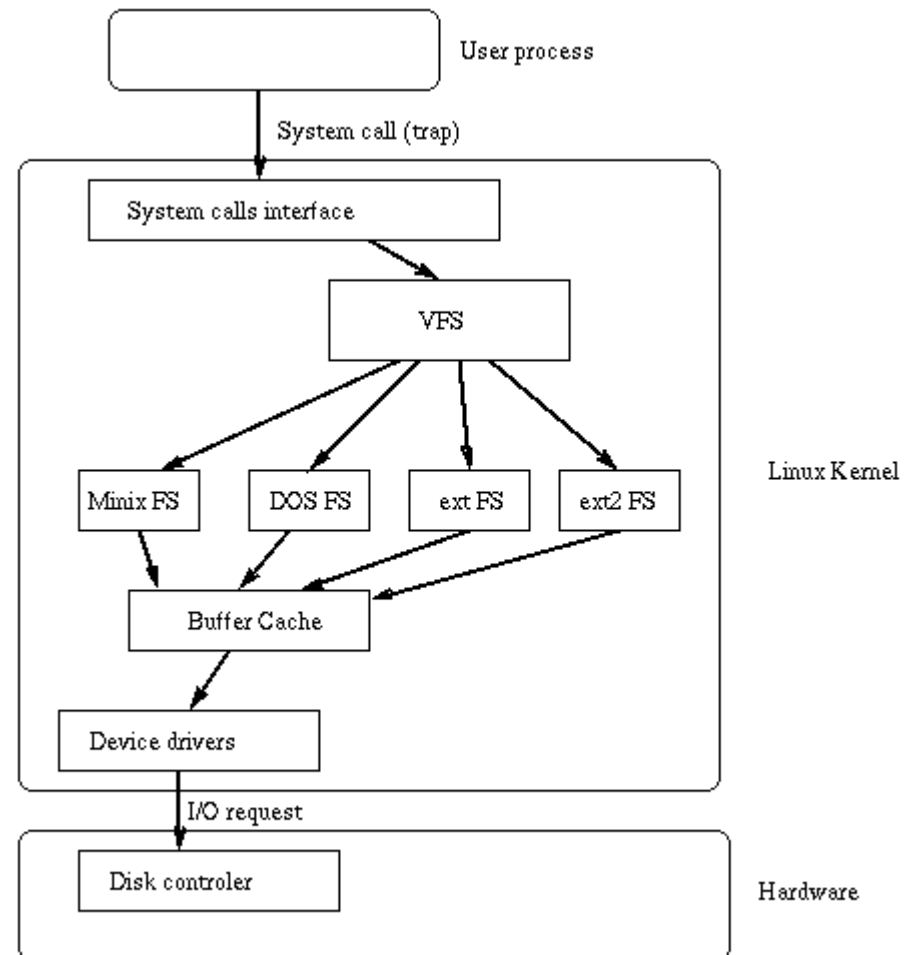 User process
System call (trap)
System calls interface
VFS
Linux Kernel
Minix FS
DOS FS
ext FS
ext2 FS
Buffer Cache
Device drivers
I/O request
Disk controler
Hardware